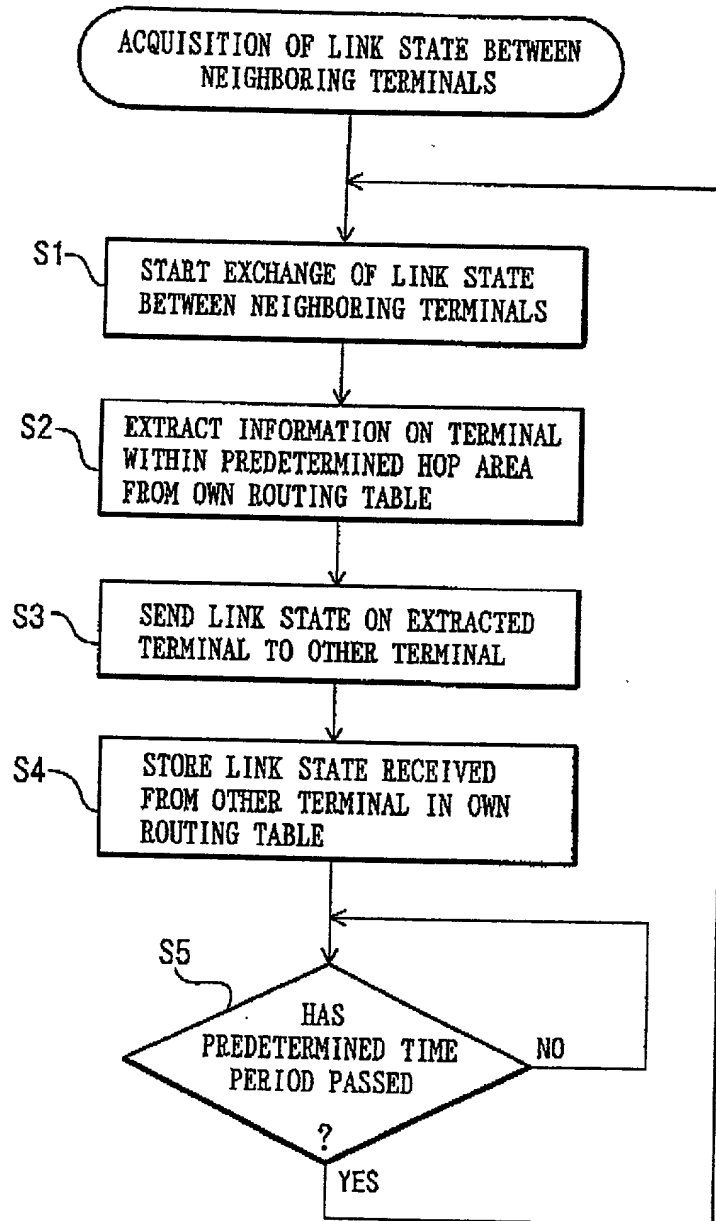 ACQUISITION OF LINK STATE BETWEEN
NEIGHBORING TERMINALS
S1
START EXCHANGE OF LINK STATE
BETWEEN NEIGHBORING TERMINALS
S2
EXTRACT INFORMATION ON TERMINAL
WITHIN PREDETERMINED HOP AREA
FROM OWN ROUTING TABLE
S3
SEND LINK STATE ON EXTRACTED
TERMINAL TO OTHER TERMINAL
S4
STORE LINK STATE RECEIVED
FROM OTHER TERMINAL IN OWN
ROUTING TABLE
S5
HAS
PREDETERMINED TIME
PERIOD PASSED
?
NO
YES